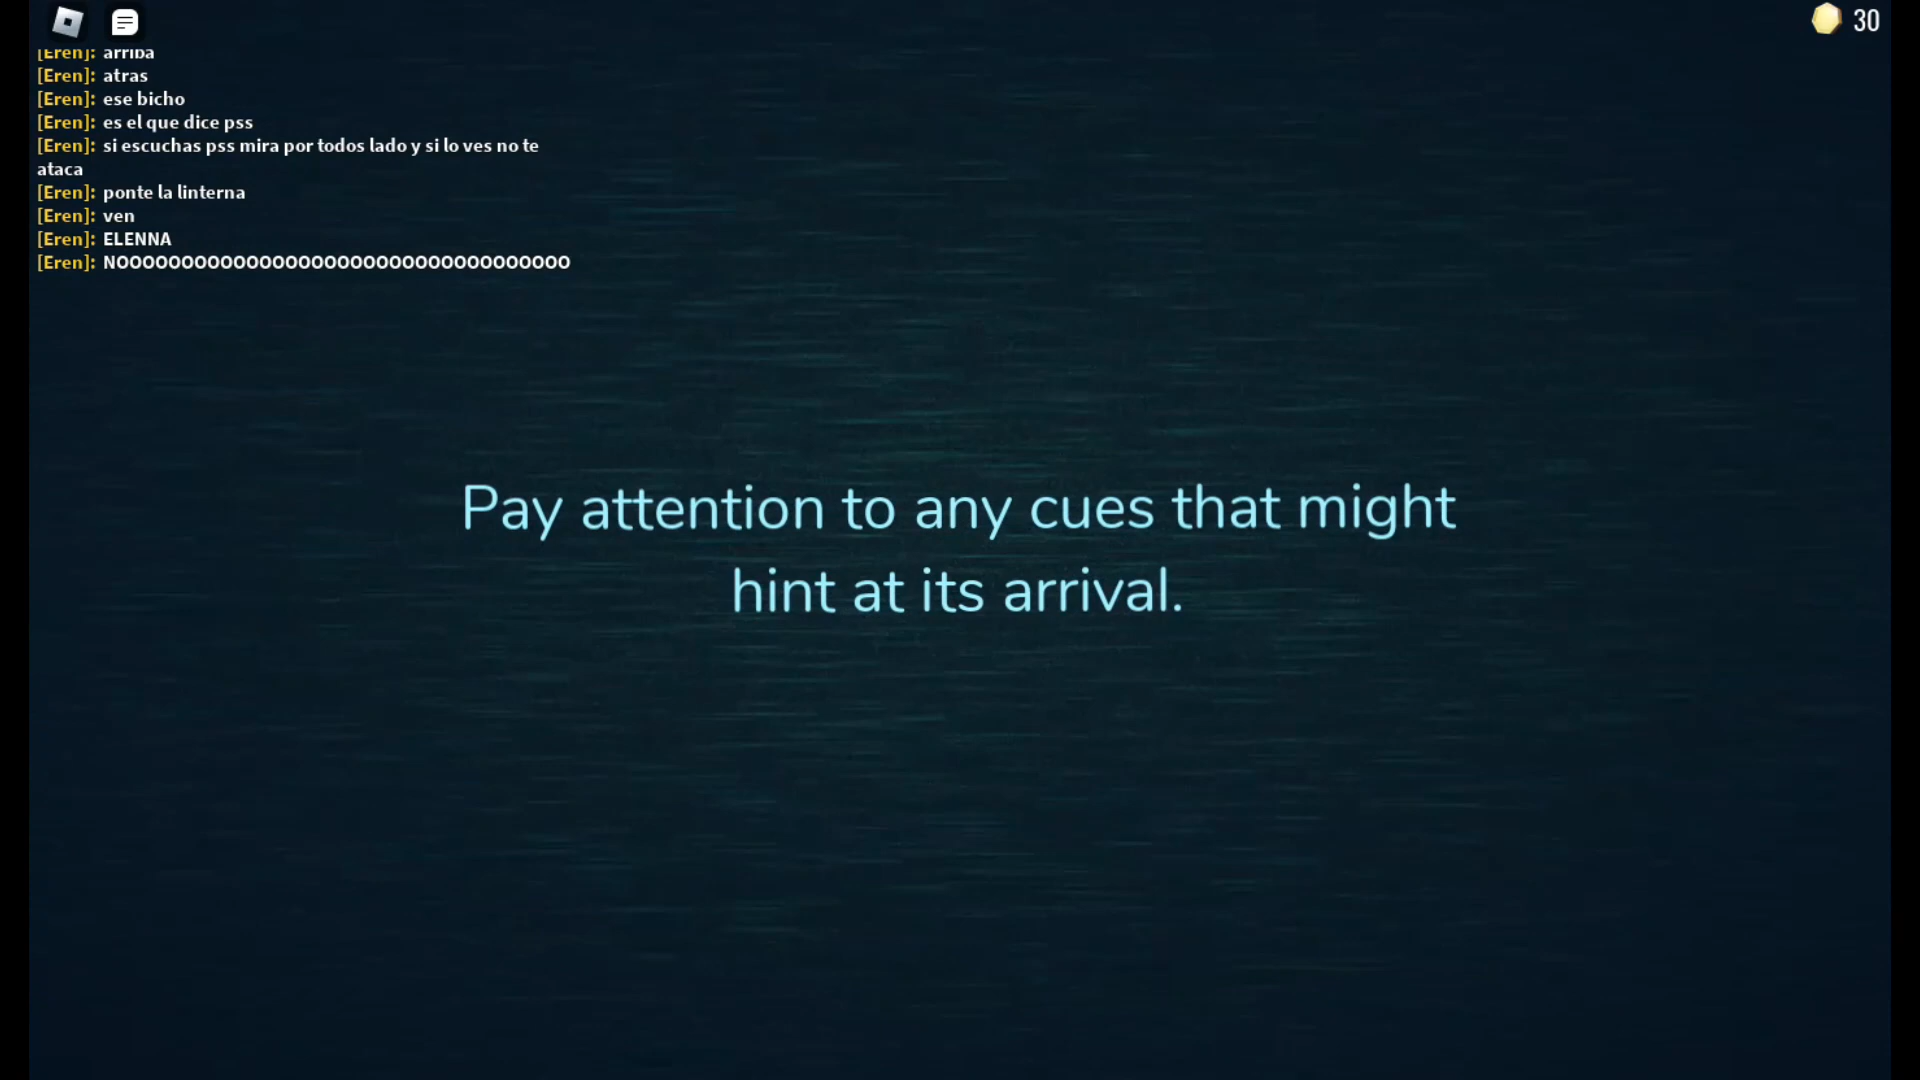 30
[Eren]: arriba
[Eren]: atras
[Eren]: ese bicho
[Eren]: es el que dice pss
[Eren]: si escuchas pss mira por todos lado y si lo ves no te
ataca
[Eren]: ponte la linterna
[Eren]: ven
[Eren]: ELENNA
[Eren]: NOOOOOOOOOOOOOOOOOOOOOOOOOOOOOOOOOOO
Pay attention to any cues that might
hint at its arrival.